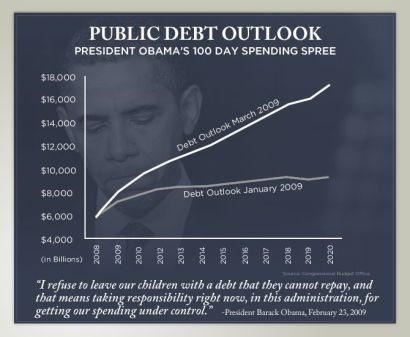 PUBLIC DEBT OUTLOOK
PRESIDENT OBAMA'S 100 DAY SPENDING SPREE
$18,000
$16,000
$14,000
$12,000
$10,000
$8,000
$6,000
$4,000
Debt Outlook March 2009
Debt Outlook January 2009
(in Billions)
2008
2009
2010
2012
2013
2014
2015
2016
2017
2018
2019
2020
Source: Congressional Budget Office
“I refuse to leave our children with a debt that they cannot repay, and
that means taking responsibility right now, in this administration, for
getting our spending under control.” -President Barack Obama, February 23, 2009